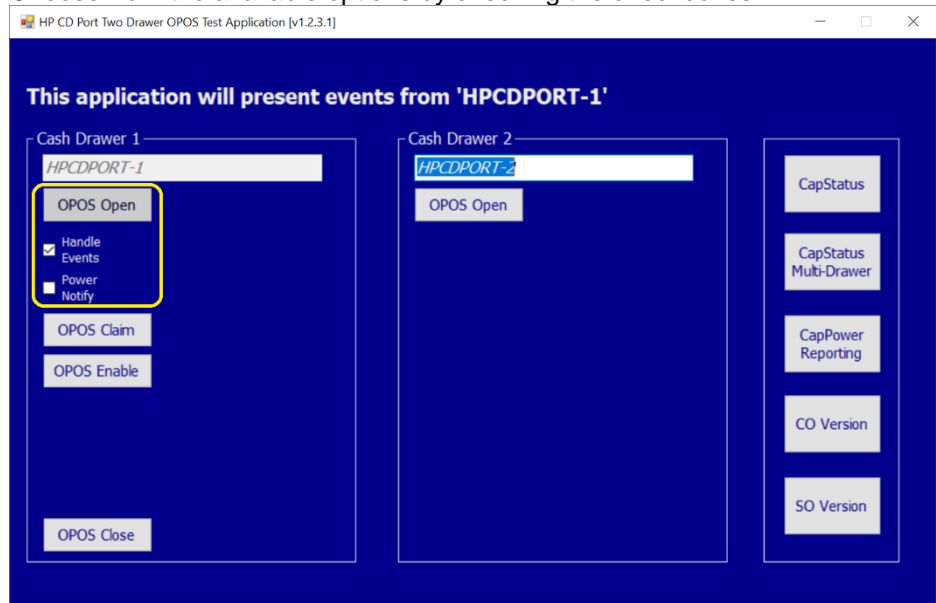 HP CD Port Two Drawer OPOS Test Application [v1.2.3.1]
This application will present events from 'HPCDPORT-1'
Cash Drawer 1
HPCDPORT-1
OPOS Open
Handle
Events
Power
Notify
OPOS Claim
OPOS Enable
OPOS Close
Cash Drawer 2
HPCDPORT-2
OPOS Open
CapStatus
CapStatus
Multi-Drawer
CapPower
Reporting
CO Version
SO Version